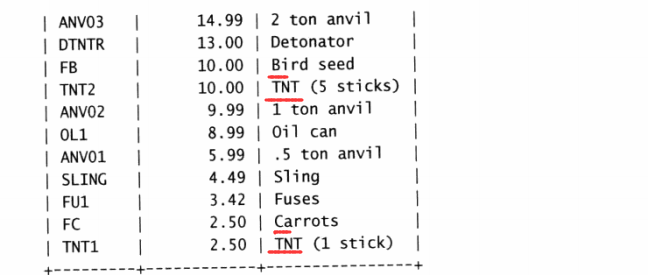 | ANV03 | 14.99 | 2 ton anvil |
| DTNTR | 13.00 | Detonator |
| FB | 10.00 | Bird seed |
| TNT2 | 10.00 | TNT (5 sticks) |
| ANV02 | 9.99 | 1 ton anvil |
| OL1 | 8.99 | Oil can |
| ANV01 | 5.99 | .5 ton anvil |
| SLING | 4.49 | Sling |
| FU1 | 3.42 | Fuses |
| FC | 2.50 | Carrots |
| TNT1 | 2.50 | TNT (1 stick) |
+---------+------------+----------------+